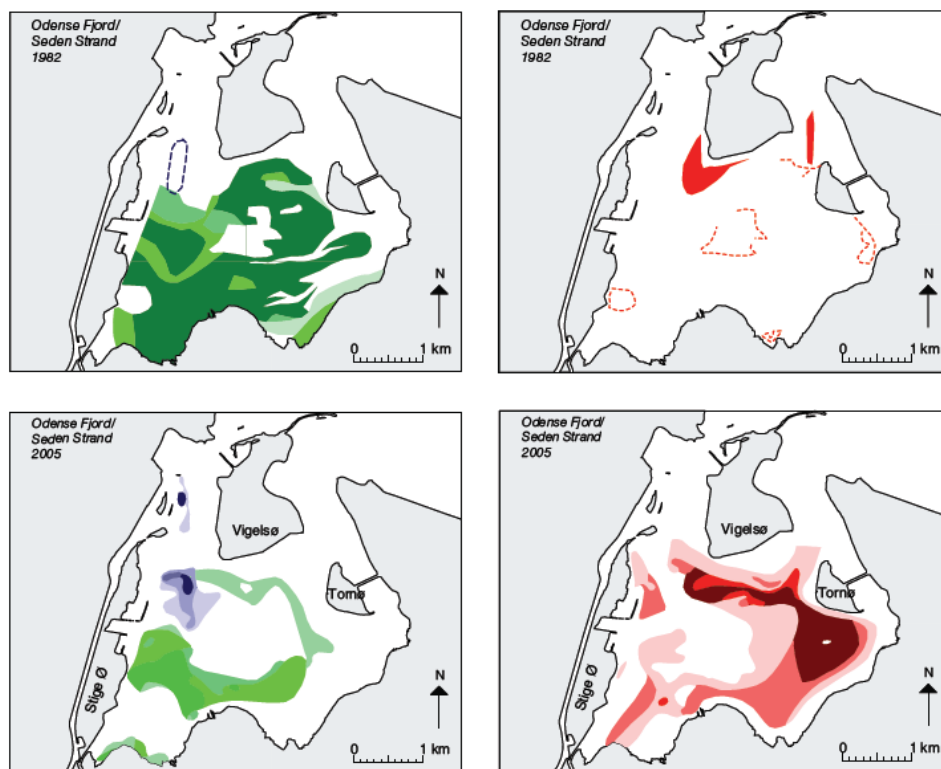 Odense Fjord/
Seden Strand
1982
N
0 1 km
Odense Fjord/
Seden Strand
1982
N
0 1 km
Odense Fjord/
Seden Strand
2005
Vigelsø
Tornø
Stige Ø
N
0 1 km
Odense Fjord/
Seden Strand
2005
Vigelsø
Tornø
Stige Ø
N
0 1 km